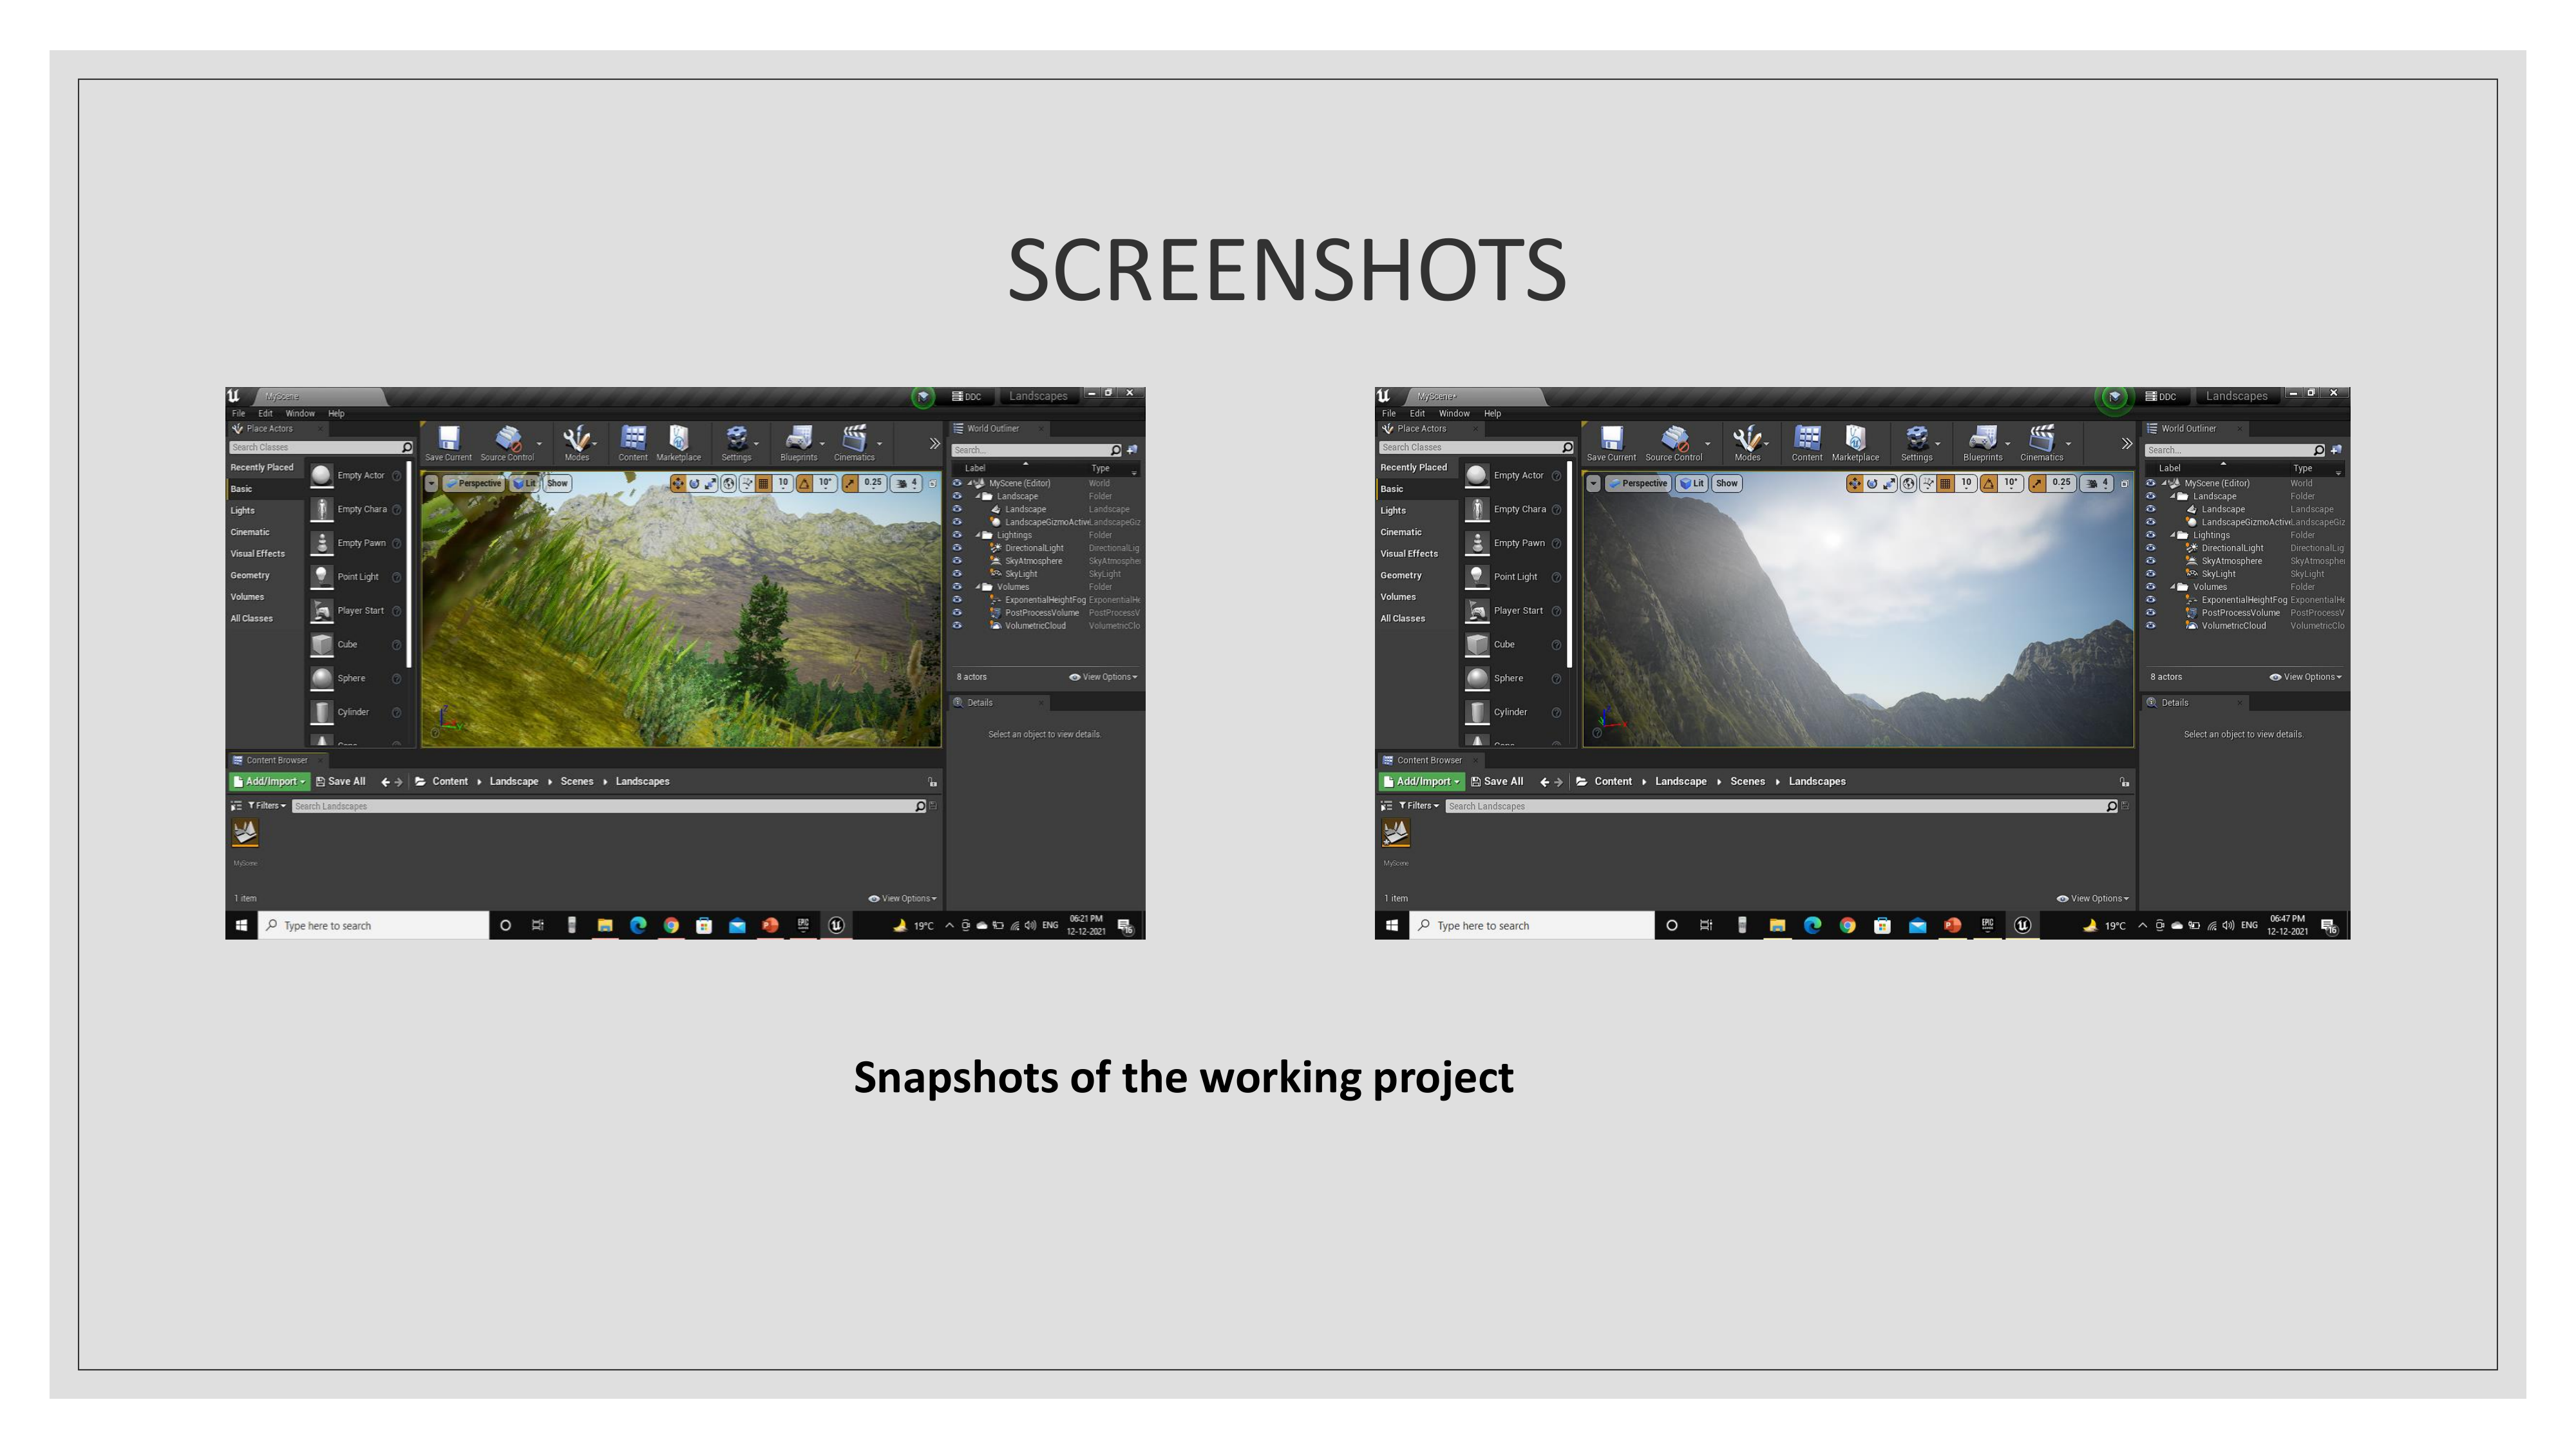 SCREENSHOTS
MyScene
DDC
Landscapes
File Edit Window Help
Place Actors
Search Classes
Recently Placed
Basic
Lights
Cinematic
Visual Effects
Geometry
Volumes
All Classes
Empty Actor
Empty Chara
Empty Pawn
Point Light
Player Start
Cube
Sphere
Cylinder
Save Current Source Control Modes Content Marketplace Settings Blueprints Cinematics
Perspective Lit Show 10 10° 0.25 4
World Outliner
Search...
Label Type
MyScene (Editor) World
Landscape Folder
Landscape Landscape
LandscapeGizmoActive LandscapeGiz
Lightings Folder
DirectionalLight DirectionalLig
SkyAtmosphere SkyAtmospher
SkyLight SkyLight
Volumes Folder
ExponentialHeightFog ExponentialHe
PostProcessVolume PostProcessV
VolumetricCloud VolumetricClo
8 actors View Options
Details
Select an object to view details.
Content Browser
Add/Import Save All Content Landscape Scenes Landscapes
Filters Search Landscapes
MyScene
1 item View Options
Type here to search
19°C ENG 06:21 PM
12-12-2021
16
MyScene*
DDC
Landscapes
File Edit Window Help
Place Actors
Search Classes
Recently Placed
Basic
Lights
Cinematic
Visual Effects
Geometry
Volumes
All Classes
Empty Actor
Empty Chara
Empty Pawn
Point Light
Player Start
Cube
Sphere
Cylinder
Save Current Source Control Modes Content Marketplace Settings Blueprints Cinematics
Perspective Lit Show 10 10° 0.25 4
World Outliner
Search...
Label Type
MyScene (Editor) World
Landscape Folder
Landscape Landscape
LandscapeGizmoActive LandscapeGiz
Lightings Folder
DirectionalLight DirectionalLig
SkyAtmosphere SkyAtmospher
SkyLight SkyLight
Volumes Folder
ExponentialHeightFog ExponentialHe
PostProcessVolume PostProcessV
VolumetricCloud VolumetricClo
8 actors View Options
Details
Select an object to view details.
Content Browser
Add/Import Save All Content Landscape Scenes Landscapes
Filters Search Landscapes
MyScene
1 item View Options
Type here to search
19°C ENG 06:47 PM
12-12-2021
16
Snapshots of the working project